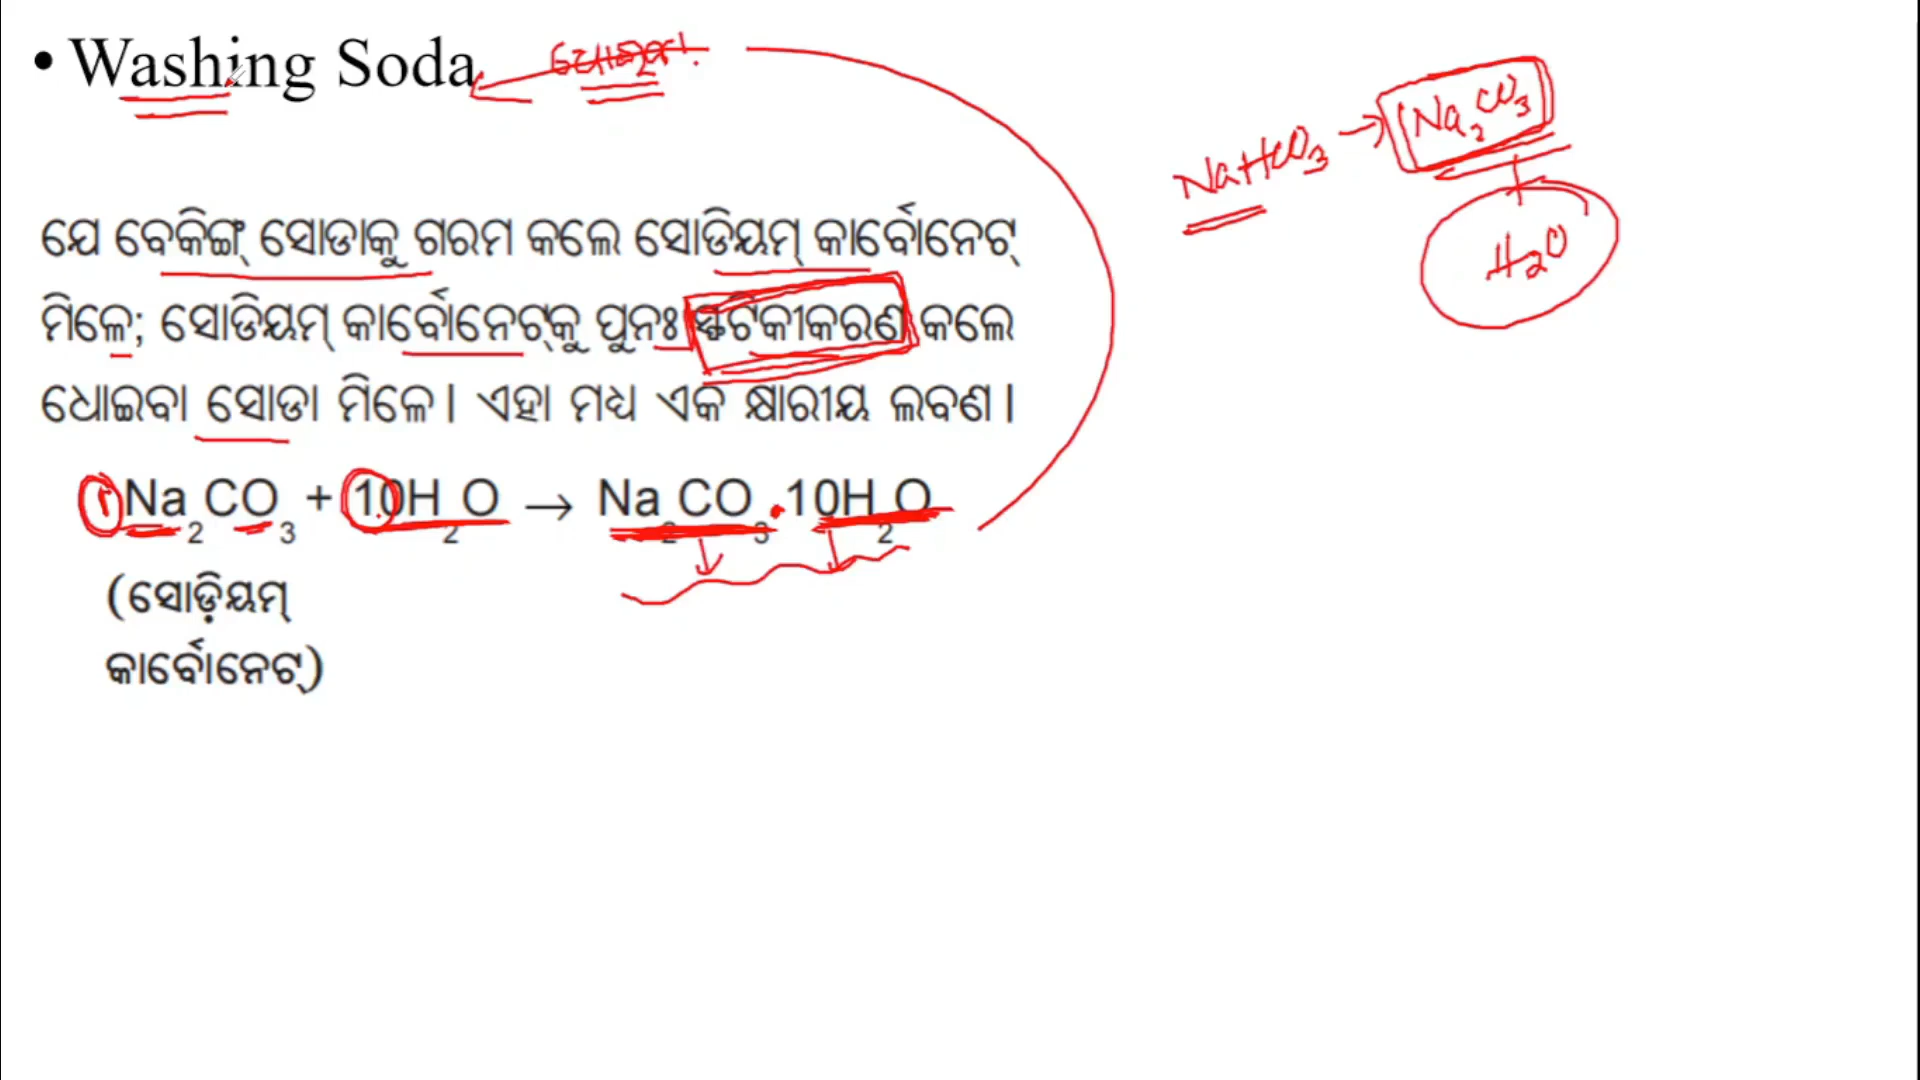 • Washing Soda
NaHCO₃ → Na₂CO₃
+
H₂O
ଯେ ବେକିଙ୍ଗ୍ ସୋଡାକୁ ଗରମ କଲେ ସୋଡିୟମ୍ କାର୍ବୋନେଟ୍
ମିଳେ; ସୋଡିୟମ୍ କାର୍ବୋନେଟ୍‌କୁ ପୁନଃ ସ୍ଫଟିକୀକରଣ କଲେ
ଧୋଇବା ସୋଡା ମିଳେ। ଏହା ମଧ୍ୟ ଏକ କ୍ଷାରୀୟ ଲବଣ।
1 Na₂CO₃ + 10H₂O → Na₂CO₃.10H₂O
(ସୋଡ଼ିୟମ୍
କାର୍ବୋନେଟ୍)